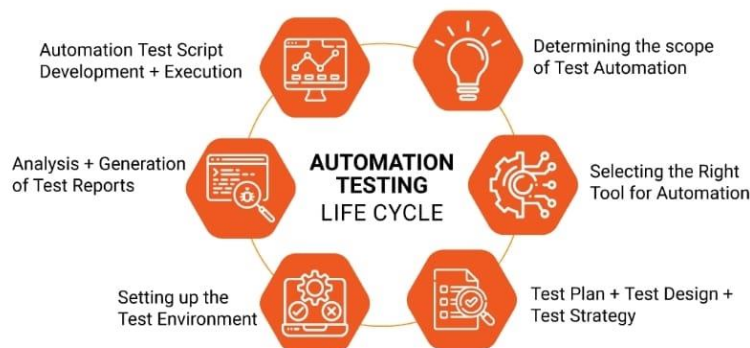 Automation Test Script
Development + Execution
Determining the scope
of Test Automation
Analysis + Generation
of Test Reports
AUTOMATION
TESTING
LIFE CYCLE
Selecting the Right
Tool for Automation
Setting up the
Test Environment
Test Plan + Test Design +
Test Strategy